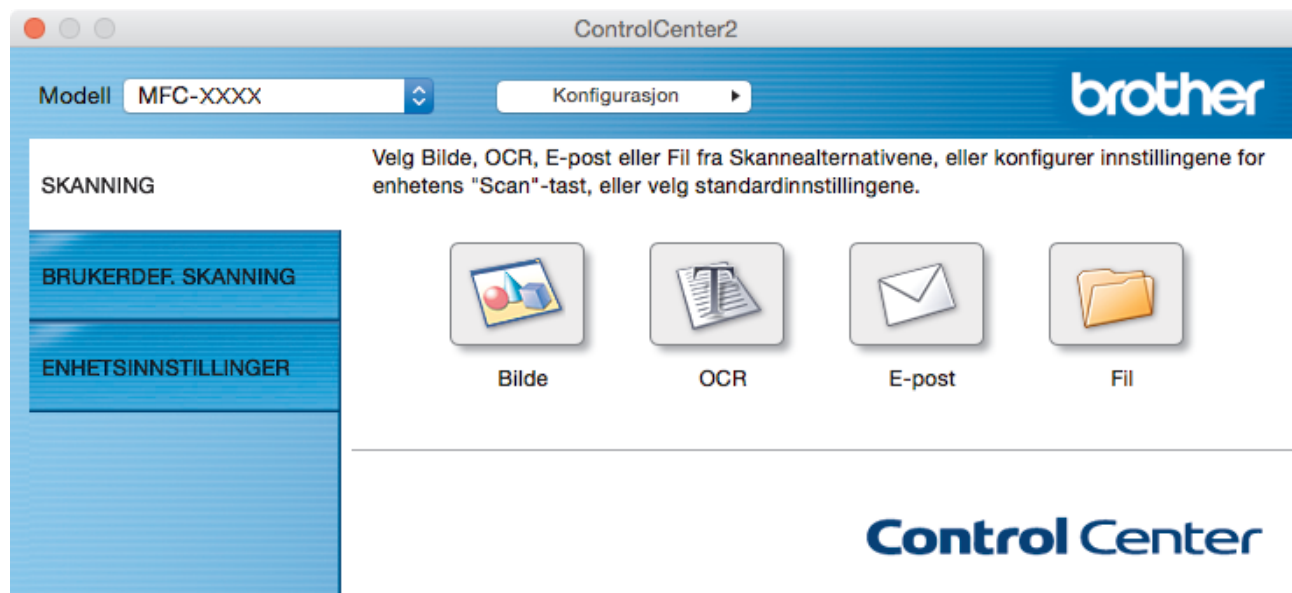 ControlCenter2
Modell MFC-XXXX Konfigurasjon brother
SKANNING
Velg Bilde, OCR, E-post eller Fil fra Skannealternativene, eller konfigurer innstillingene for
enhetens "Scan"-tast, eller velg standardinnstillingene.
BRUKERDEF. SKANNING
ENHETSINNSTILLINGER
Bilde OCR E-post Fil
Control Center